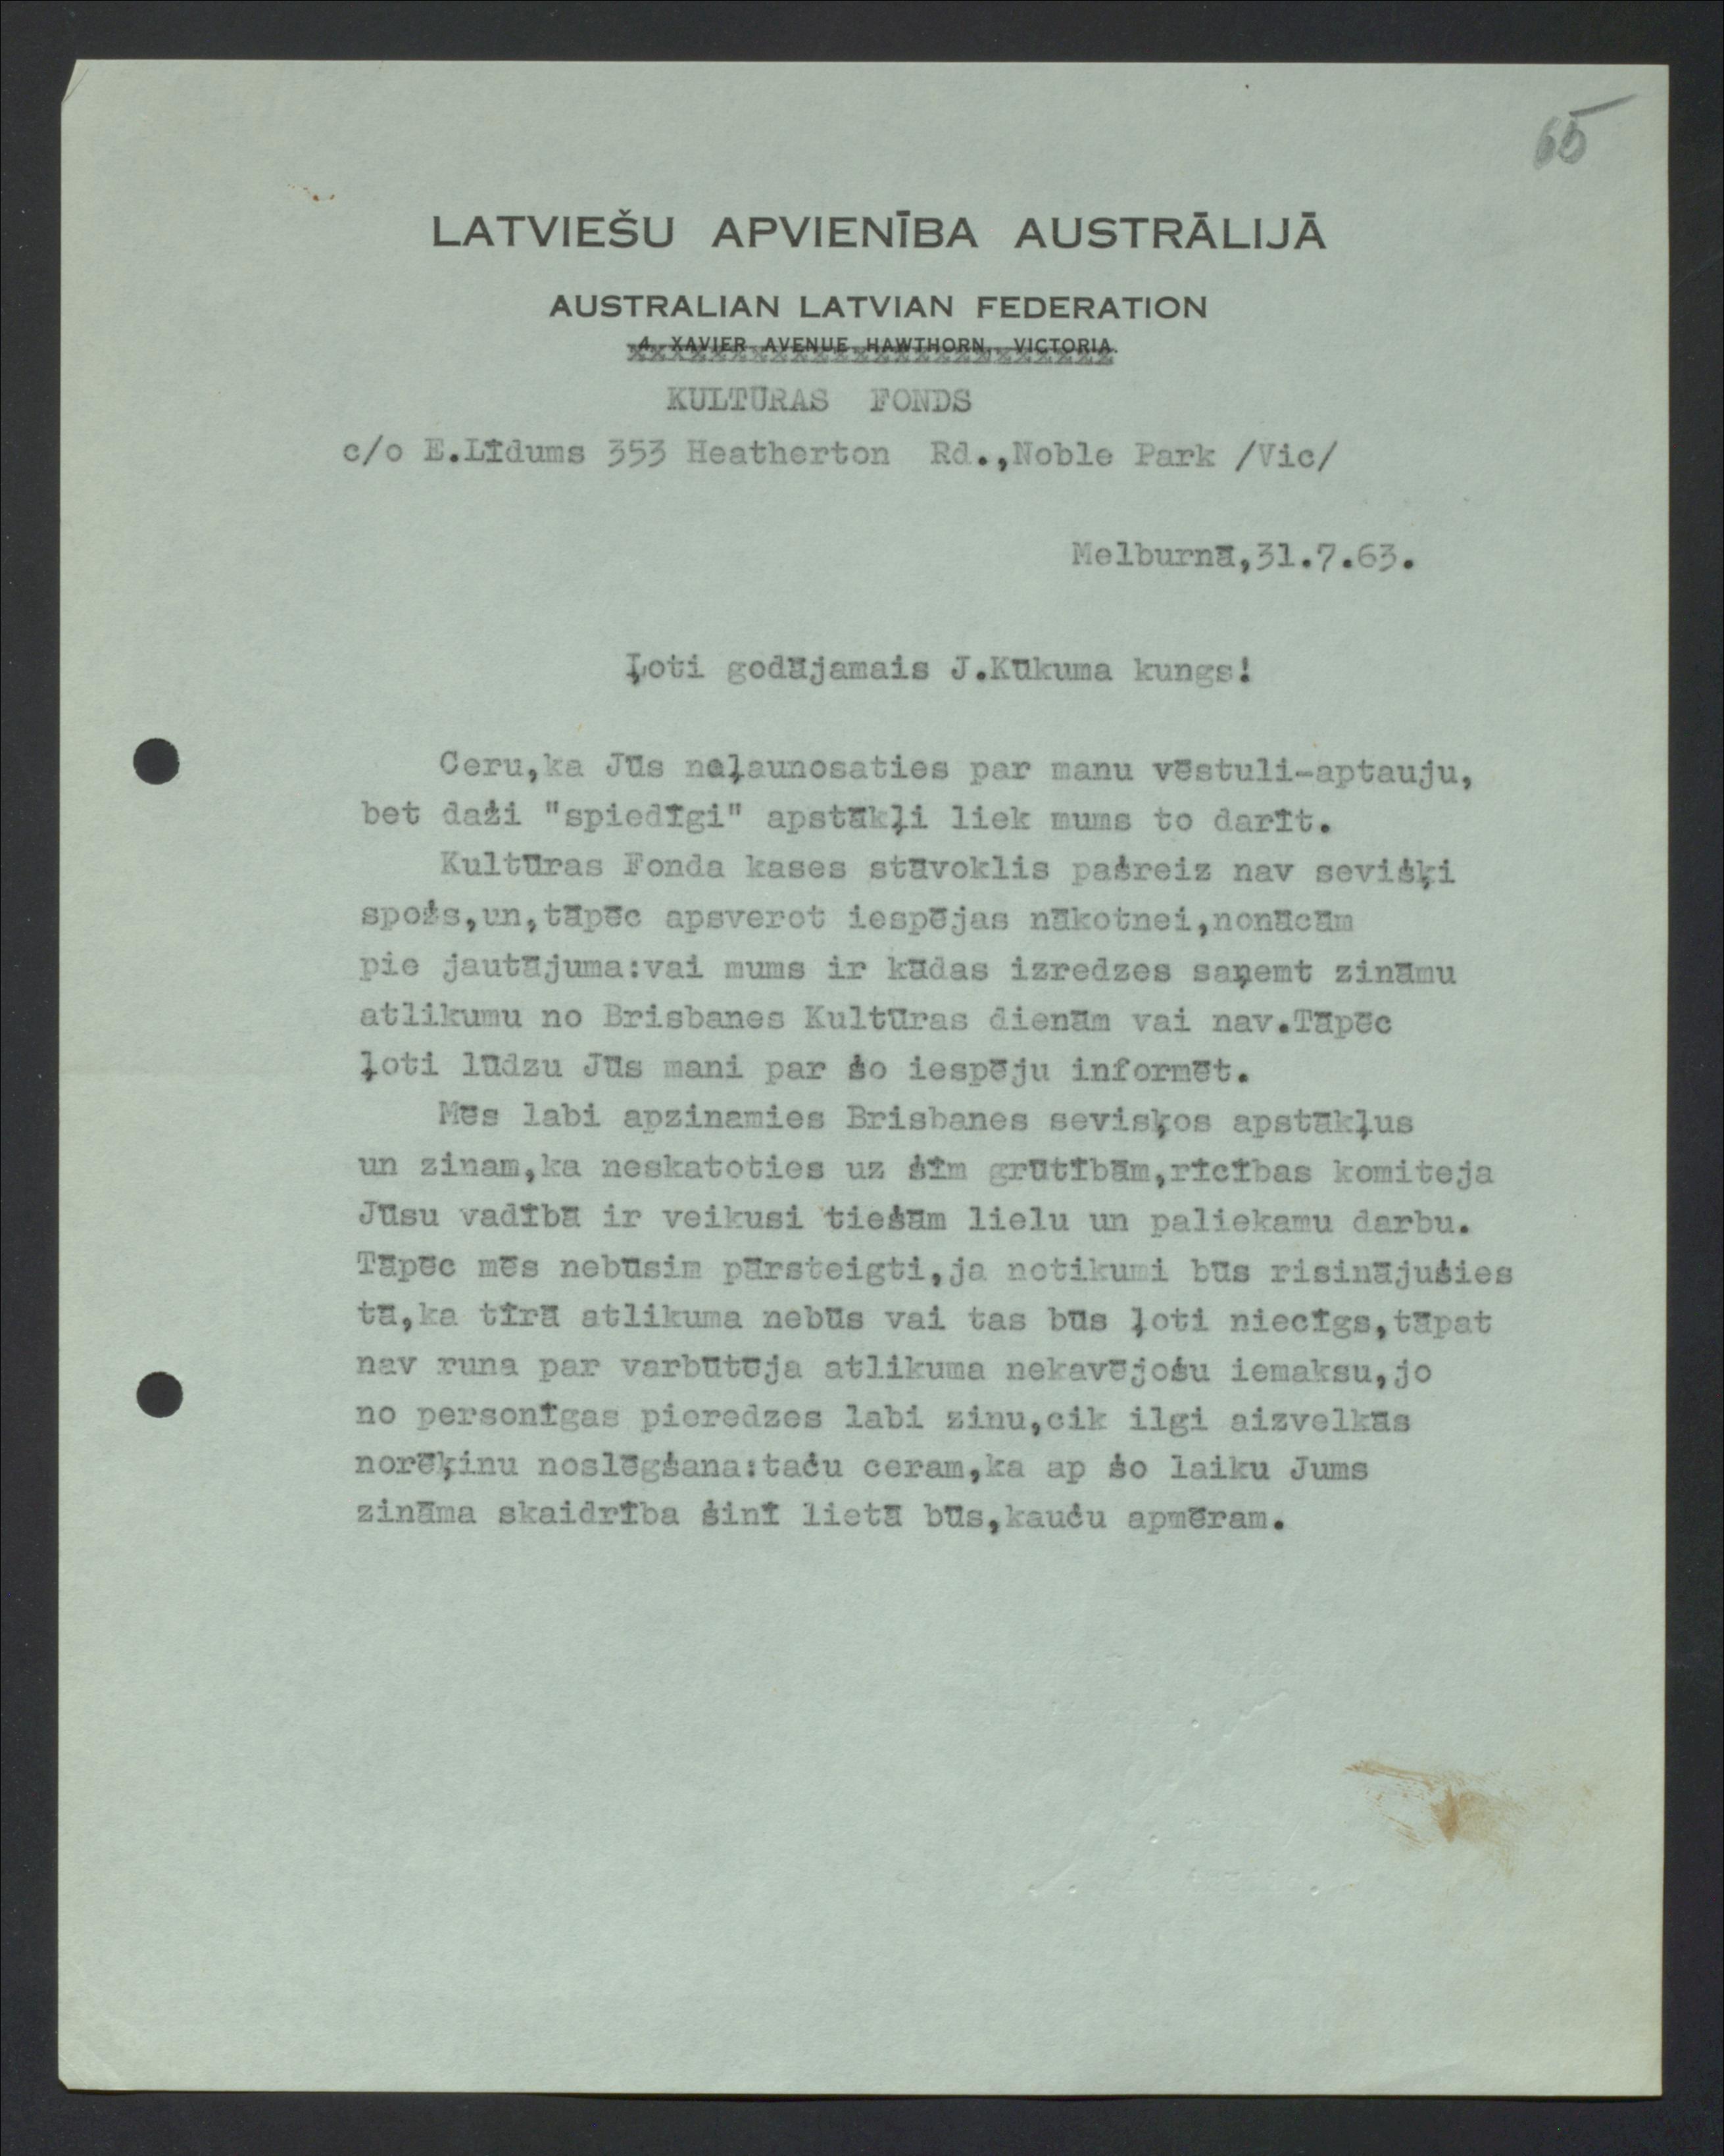 65
LATVIEŠU APVIENĪBA AUSTRĀLIJĀ
AUSTRALIAN LATVIAN FEDERATION
4 XAVIER AVENUE HAWTHORN, VICTORIA.
KULTŪRAS FONDS
c/o E.Līdums 353 Heatherton Rd.,Noble Park /Vic/
Melburnā,31.7.63.
Ļoti godājamais J.Kūkuma kungs!
Ceru,ka Jūs neļaunosaties par manu vēstuli-aptauju,
bet daži "spiedīgi" apstākļi liek mums to darīt.
Kultūras Fonda kases stāvoklis pašreiz nav sevišķi
spožs,un,tāpēc apsverot iespējas nākotnei,nonācām
pie jautājuma:vai mums ir kādas izredzes saņemt zināmu
atlikumu no Brisbanes Kultūras dienām vai nav.Tāpēc
ļoti lūdzu Jūs mani par šo iespēju informēt.
Mēs labi apzinamies Brisbanes sevisķos apstākļus
un zinam,ka neskatoties uz šīm grūtībām,rīcības komiteja
Jūsu vadībā ir veikusi tiešām lielu un paliekamu darbu.
Tāpēc mēs nebūsim pārsteigti,ja notikumi būs risinājušies
tā,ka tīrā atlikuma nebūs vai tas būs ļoti niecīgs,tāpat
nav runa par varbūtēja atlikuma nekavējošu iemaksu,jo
no personīgas pieredzes labi zinu,cik ilgi aizvelkās
norēķinu noslēgšana:taču ceram,ka ap šo laiku Jums
zināma skaidrība šinī lietā būs,kauču apmēram.